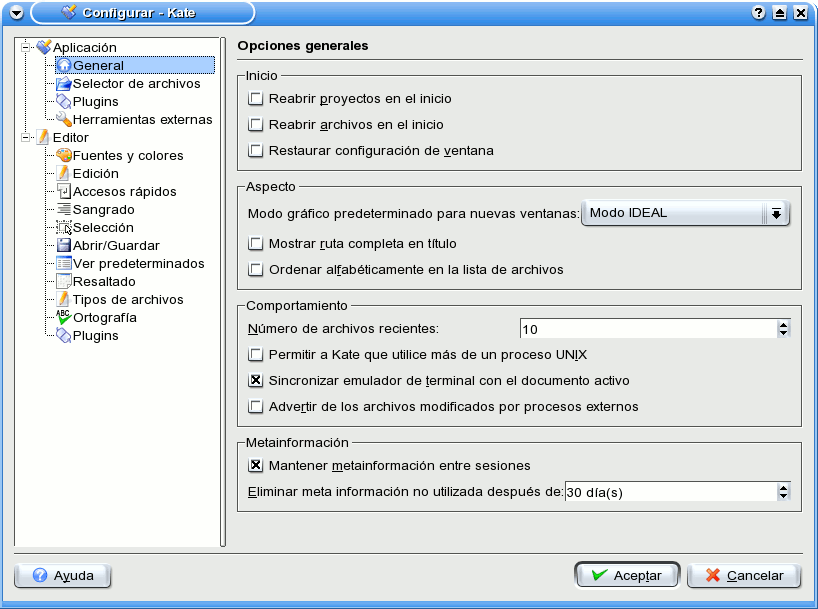 Configurar - Kate
Aplicación
General
Selector de archivos
Plugins
Herramientas externas
Editor
Fuentes y colores
Edición
Accesos rápidos
Sangrado
Selección
Abrir/Guardar
Ver predeterminados
Resaltado
Tipos de archivos
ABC
Ortografía
Plugins
Opciones generales
Inicio
Reabrir proyectos en el inicio
Reabrir archivos en el inicio
Restaurar configuración de ventana
Aspecto
Modo gráfico predeterminado para nuevas ventanas: Modo IDEAL
Mostrar ruta completa en título
Ordenar alfabéticamente en la lista de archivos
Comportamiento
Número de archivos recientes: 10
Permitir a Kate que utilice más de un proceso UNIX
Sincronizar emulador de terminal con el documento activo
Advertir de los archivos modificados por procesos externos
Metainformación
Mantener metainformación entre sesiones
Eliminar meta información no utilizada después de: 30 día(s)
Ayuda
Aceptar
Cancelar